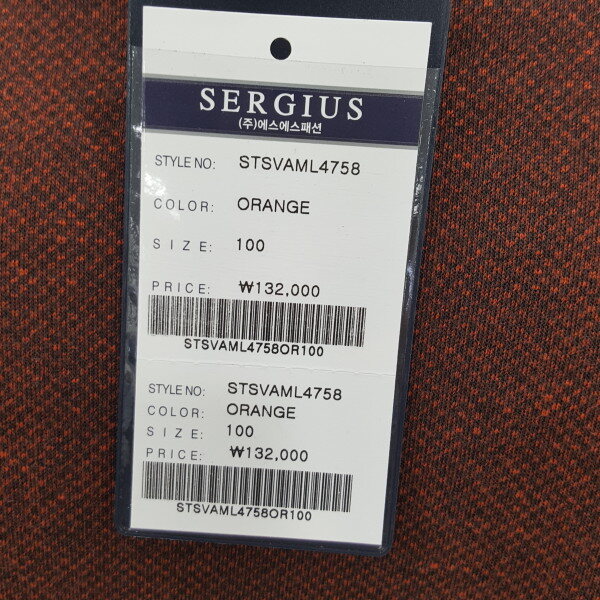 SERGIUS
(주)에스에스패션
STYLE NO: STSVAML4758
COLOR: ORANGE
SIZE: 100
PRICE: ₩132,000
STSVAML4758OR100
STYLE NO: STSVAML4758
COLOR: ORANGE
SIZE: 100
PRICE: ₩132,000
STSVAML4758OR100